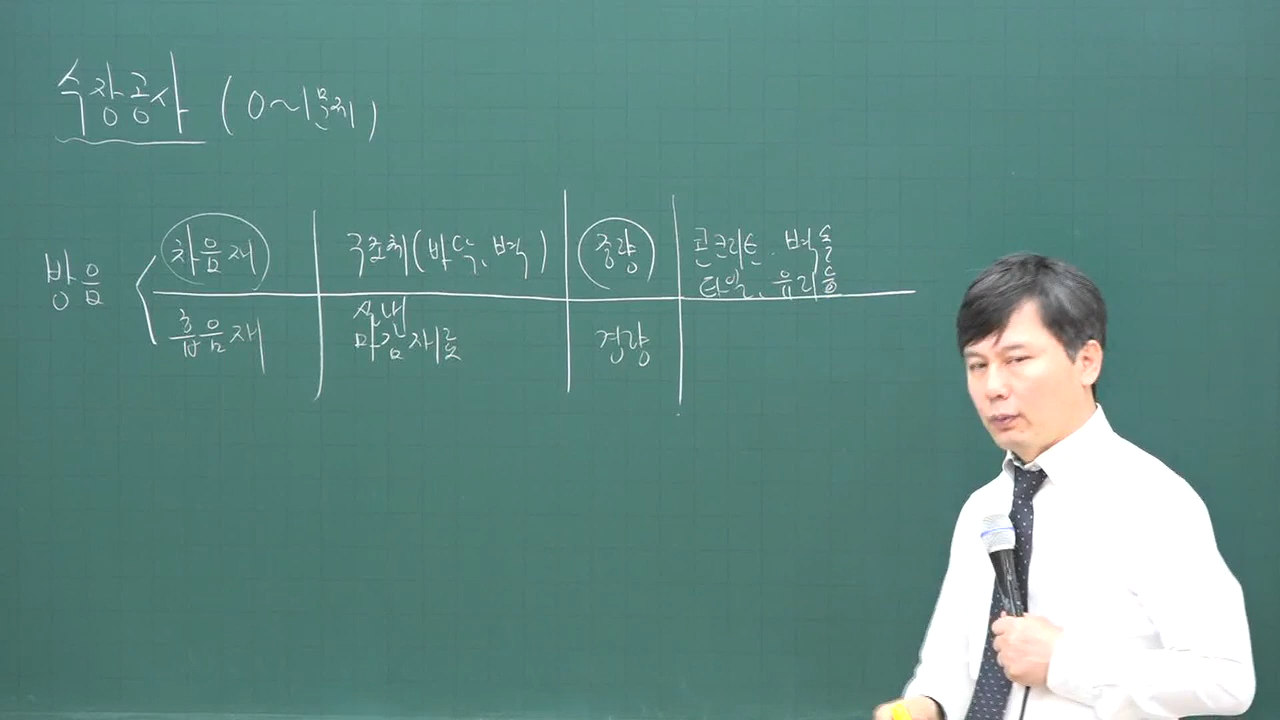 수장공사 (0~1문제)
방음
차음재 구조체(바닥, 벽) 중량 콘크리트. 벽돌
타일. 유리 등
흡음재 실내
마감재료 경량